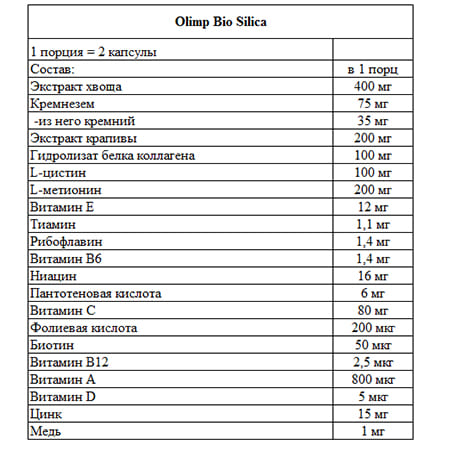 Olimp Bio Silica
1 порция = 2 капсулы
Состав: в 1 порц
Экстракт хвоща 400 мг
Кремнезем 75 мг
-из него кремний 35 мг
Экстракт крапивы 200 мг
Гидролизат белка коллагена 100 мг
L-цистин 100 мг
L-метионин 200 мг
Витамин Е 12 мг
Тиамин 1,1 мг
Рибофлавин 1,4 мг
Витамин В6 1,4 мг
Ниацин 16 мг
Пантотеновая кислота 6 мг
Витамин С 80 мг
Фолиевая кислота 200 мкг
Биотин 50 мкг
Витамин В12 2,5 мкг
Витамин А 800 мкг
Витамин D 5 мкг
Цинк 15 мг
Медь 1 мг